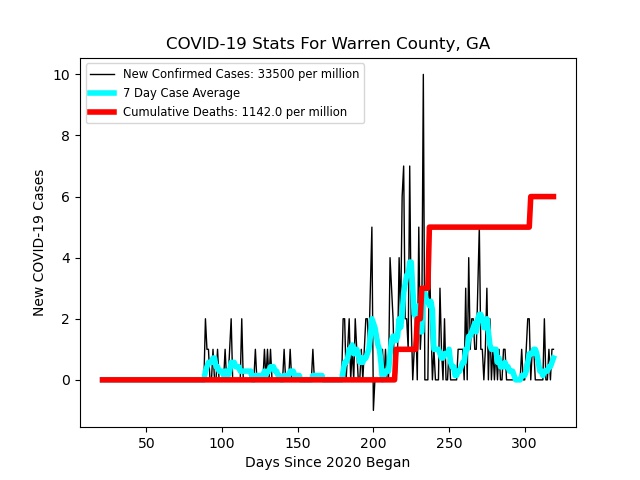 COVID-19 Stats For Warren County, GA
New Confirmed Cases: 33500 per million
7 Day Case Average
Cumulative Deaths: 1142.0 per million
New COVID-19 Cases
10
8
6
4
2
0
50 100 150 200 250 300
Days Since 2020 Began